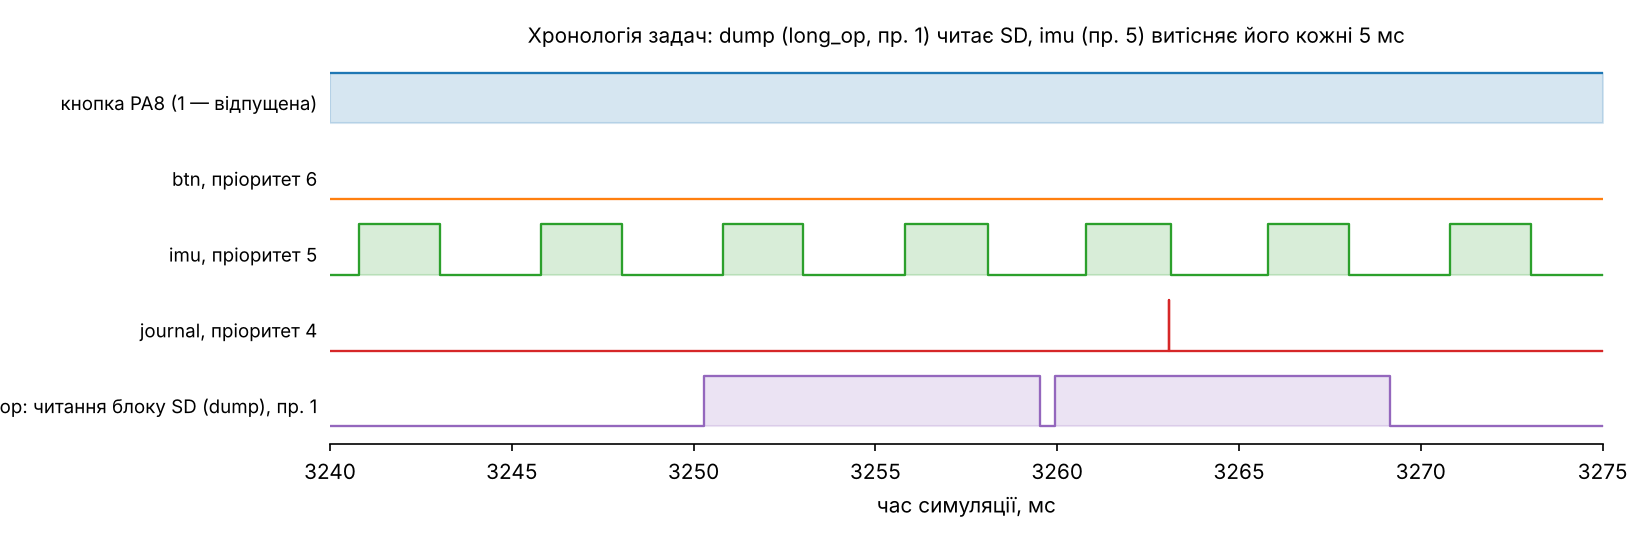 Хронологія задач: dump (long_op, пр. 1) читає SD, imu (пр. 5) витісняє його кожні 5 мс
кнопка PA8 (1 — відпущена)
btn, пріоритет 6
imu, пріоритет 5
journal, пріоритет 4
op: читання блоку SD (dump), пр. 1
3240 3245 3250 3255 3260 3265 3270 3275
час симуляції, мс